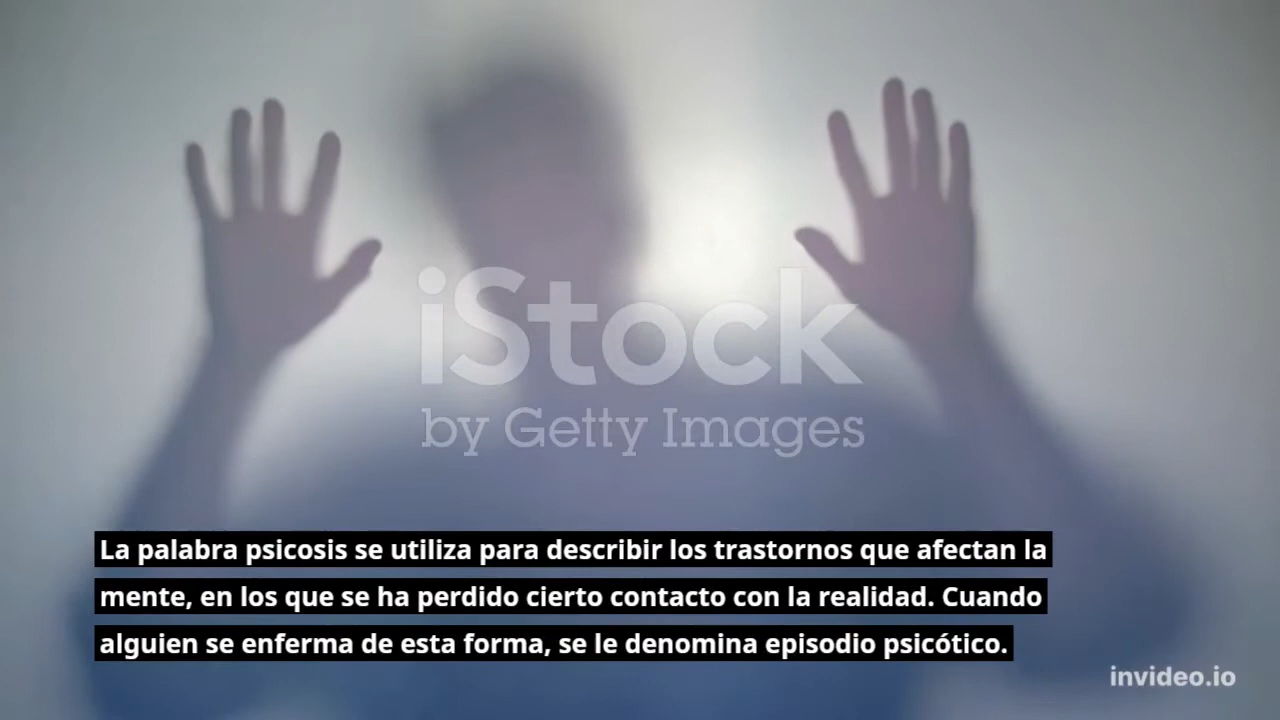 iStock
by Getty Images
La palabra psicosis se utiliza para describir los trastornos que afectan la
mente, en los que se ha perdido cierto contacto con la realidad. Cuando
alguien se enferma de esta forma, se le denomina episodio psicótico.
invideo.io